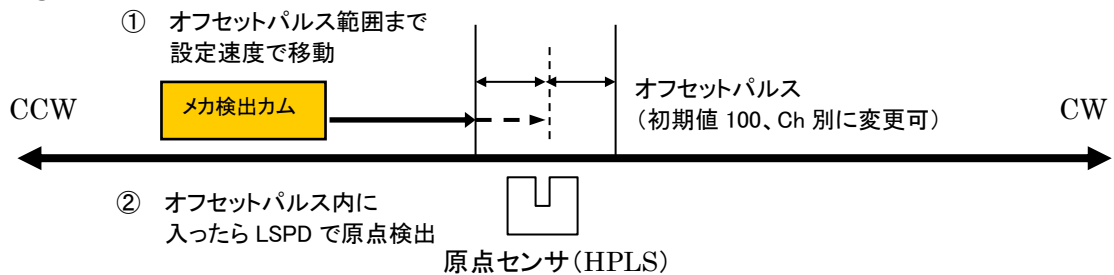 ① オフセットパルス範囲まで
設定速度で移動
オフセットパルス
(初期値 100、Ch 別に変更可)
CCW
メカ検出カム
CW
② オフセットパルス内に
入ったら LSPD で原点検出
原点センサ(HPLS)